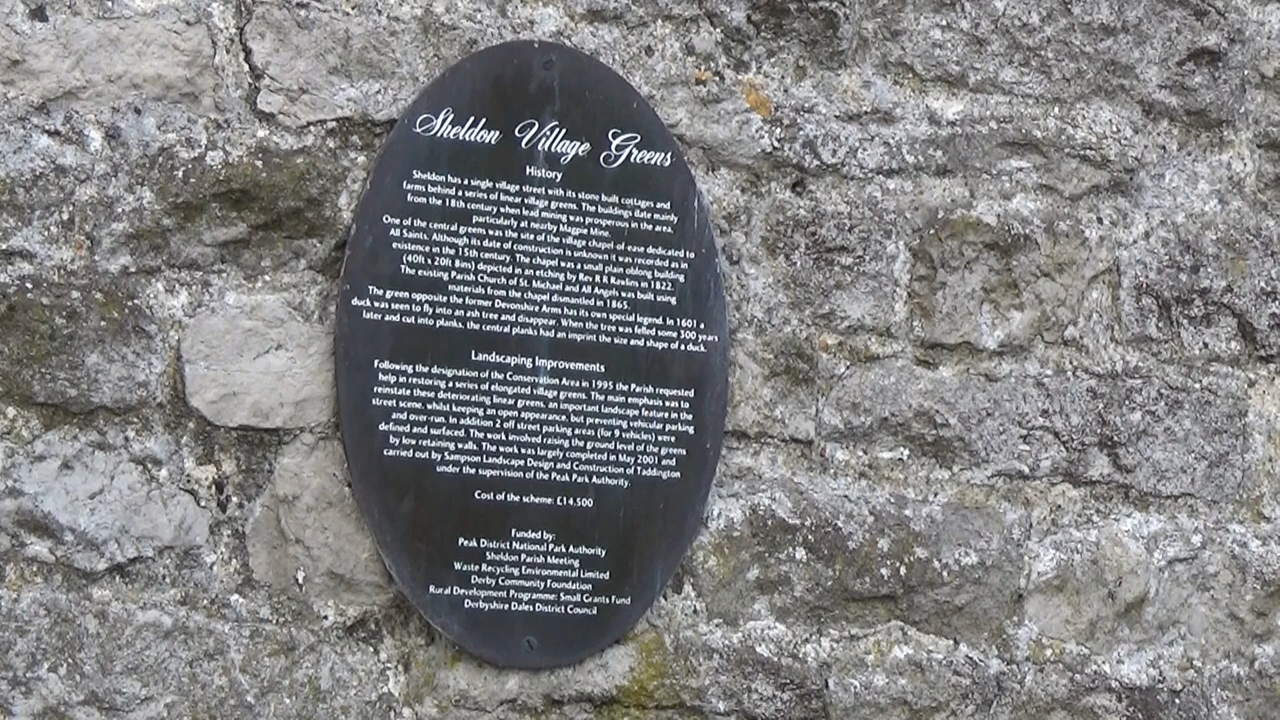 Sheldon Village Greens
History
Sheldon has a single village street with its stone built cottages and
farms behind a series of linear village greens. The buildings date mainly
from the 18th century when lead mining was prosperous in the area,
particularly at nearby Magpie Mine.
One of the central greens was the site of the village chapel of ease dedicated to
All Saints. Although its date of construction is unknown it was recorded as in
existence in the 15th century. The chapel was a small plain oblong building
(40ft x 20ft 8ins) depicted in an etching by Rev R R Rawlins in 1822.
The existing Parish Church of St. Michael and All Angels was built using
materials from the chapel dismantled in 1865.
The green opposite the former Devonshire Arms has its own special legend. In 1601 a
duck was seen to fly into an ash tree and disappear. When the tree was felled some 300 years
later and cut into planks, the central planks had an imprint the size and shape of a duck.
Landscaping Improvements
Following the designation of the Conservation Area in 1995 the Parish requested
help in restoring a series of elongated village greens. The main emphasis was to
reinstate these deteriorating linear greens, an important landscape feature in the
street scene, whilst keeping an open appearance, but preventing vehicular parking
and over-run. In addition 2 off street parking areas (for 9 vehicles) were
defined and surfaced. The work involved raising the ground level of the greens
by low retaining walls. The work was largely completed in May 2001 and
carried out by Sampson Landscape Design and Construction of Taddington
under the supervision of the Peak Park Authority.
Cost of the scheme: £14,500
Funded by:
Peak District National Park Authority
Sheldon Parish Meeting
Waste Recycling Environmental Limited
Derby Community Foundation
Rural Development Programme: Small Grants Fund
Derbyshire Dales District Council